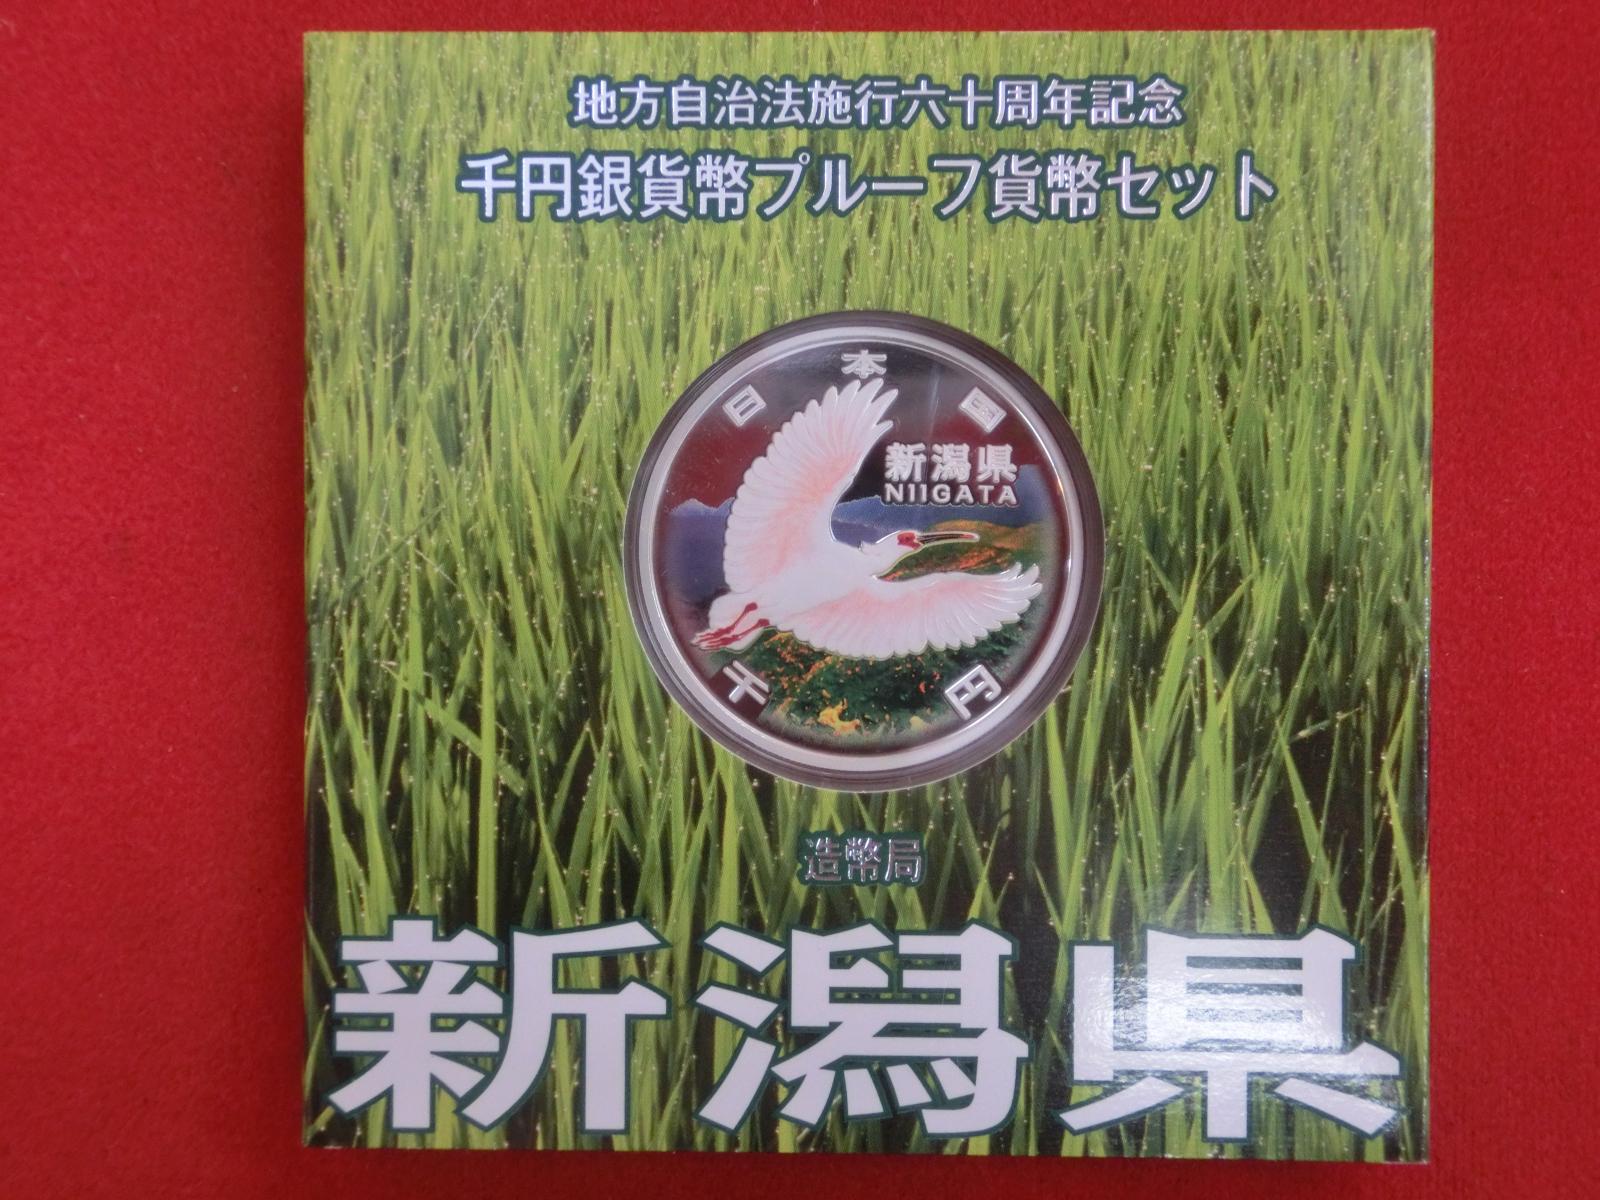 地方自治法施行六十周年記念
千円銀貨幣プルーフ貨幣セット
日本国
新潟県
NIIGATA
千円
造幣局
新潟県